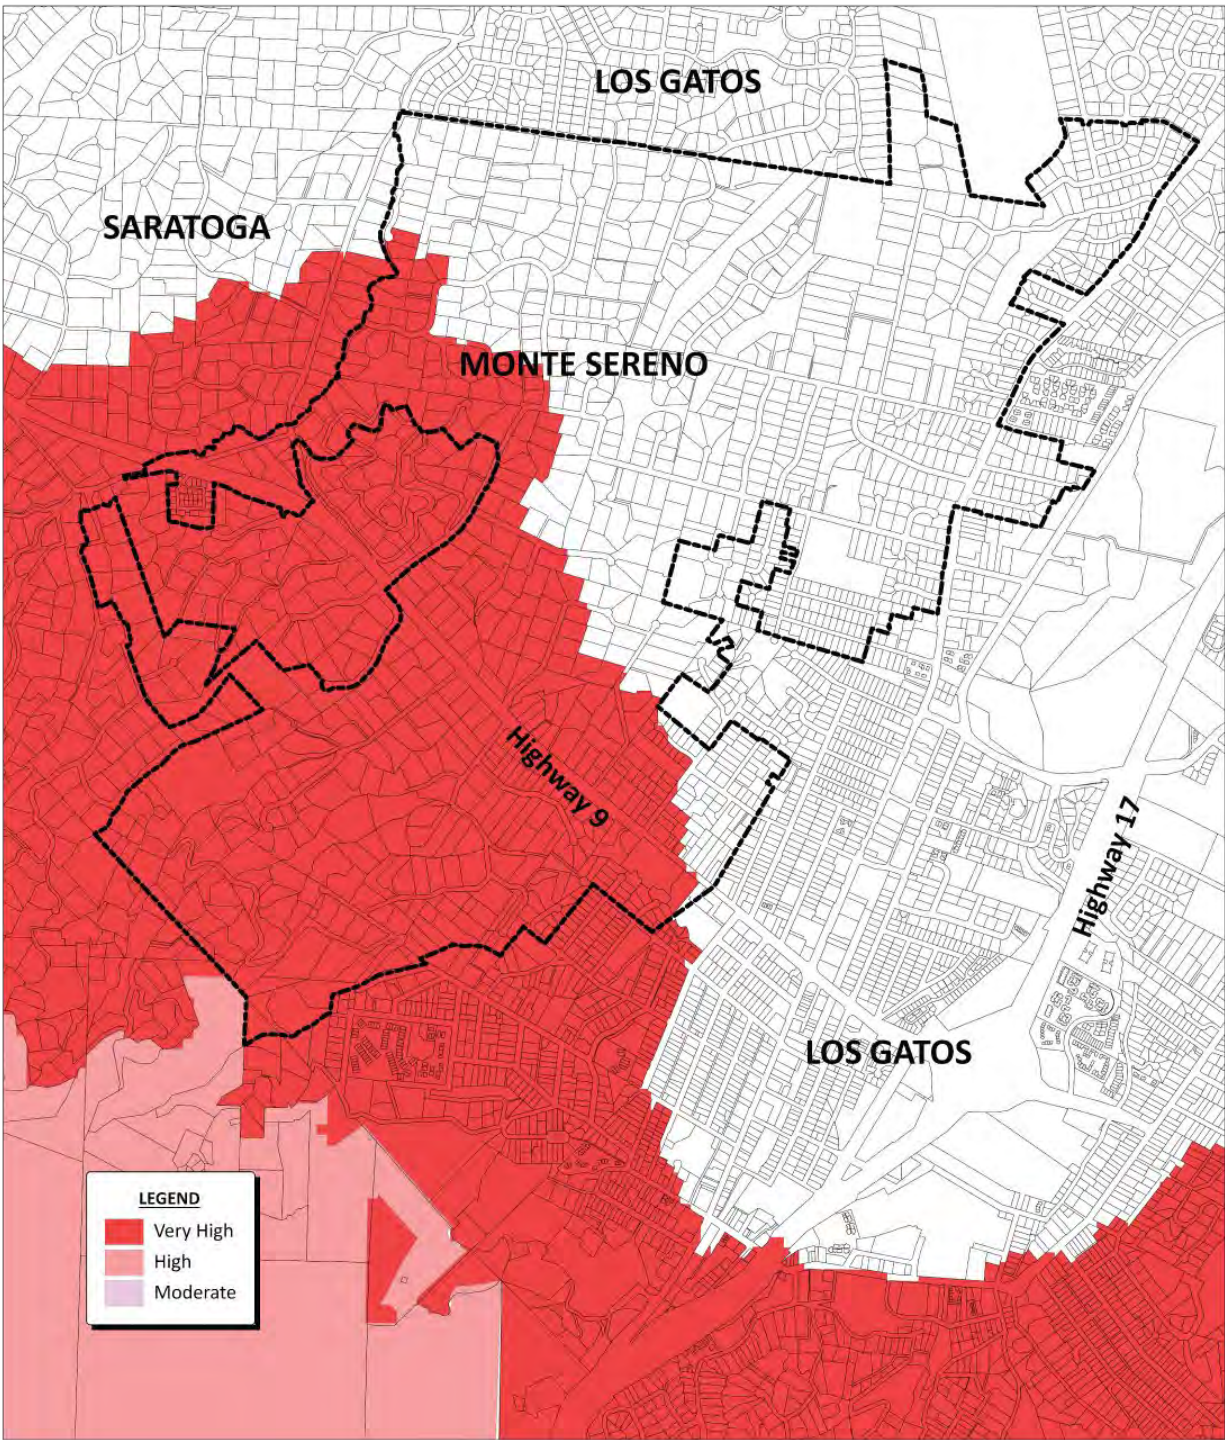 LOS GATOS
SARATOGA
MONTE SERENO
Highway 9
Highway 17
LOS GATOS
LEGEND
Very High
High
Moderate